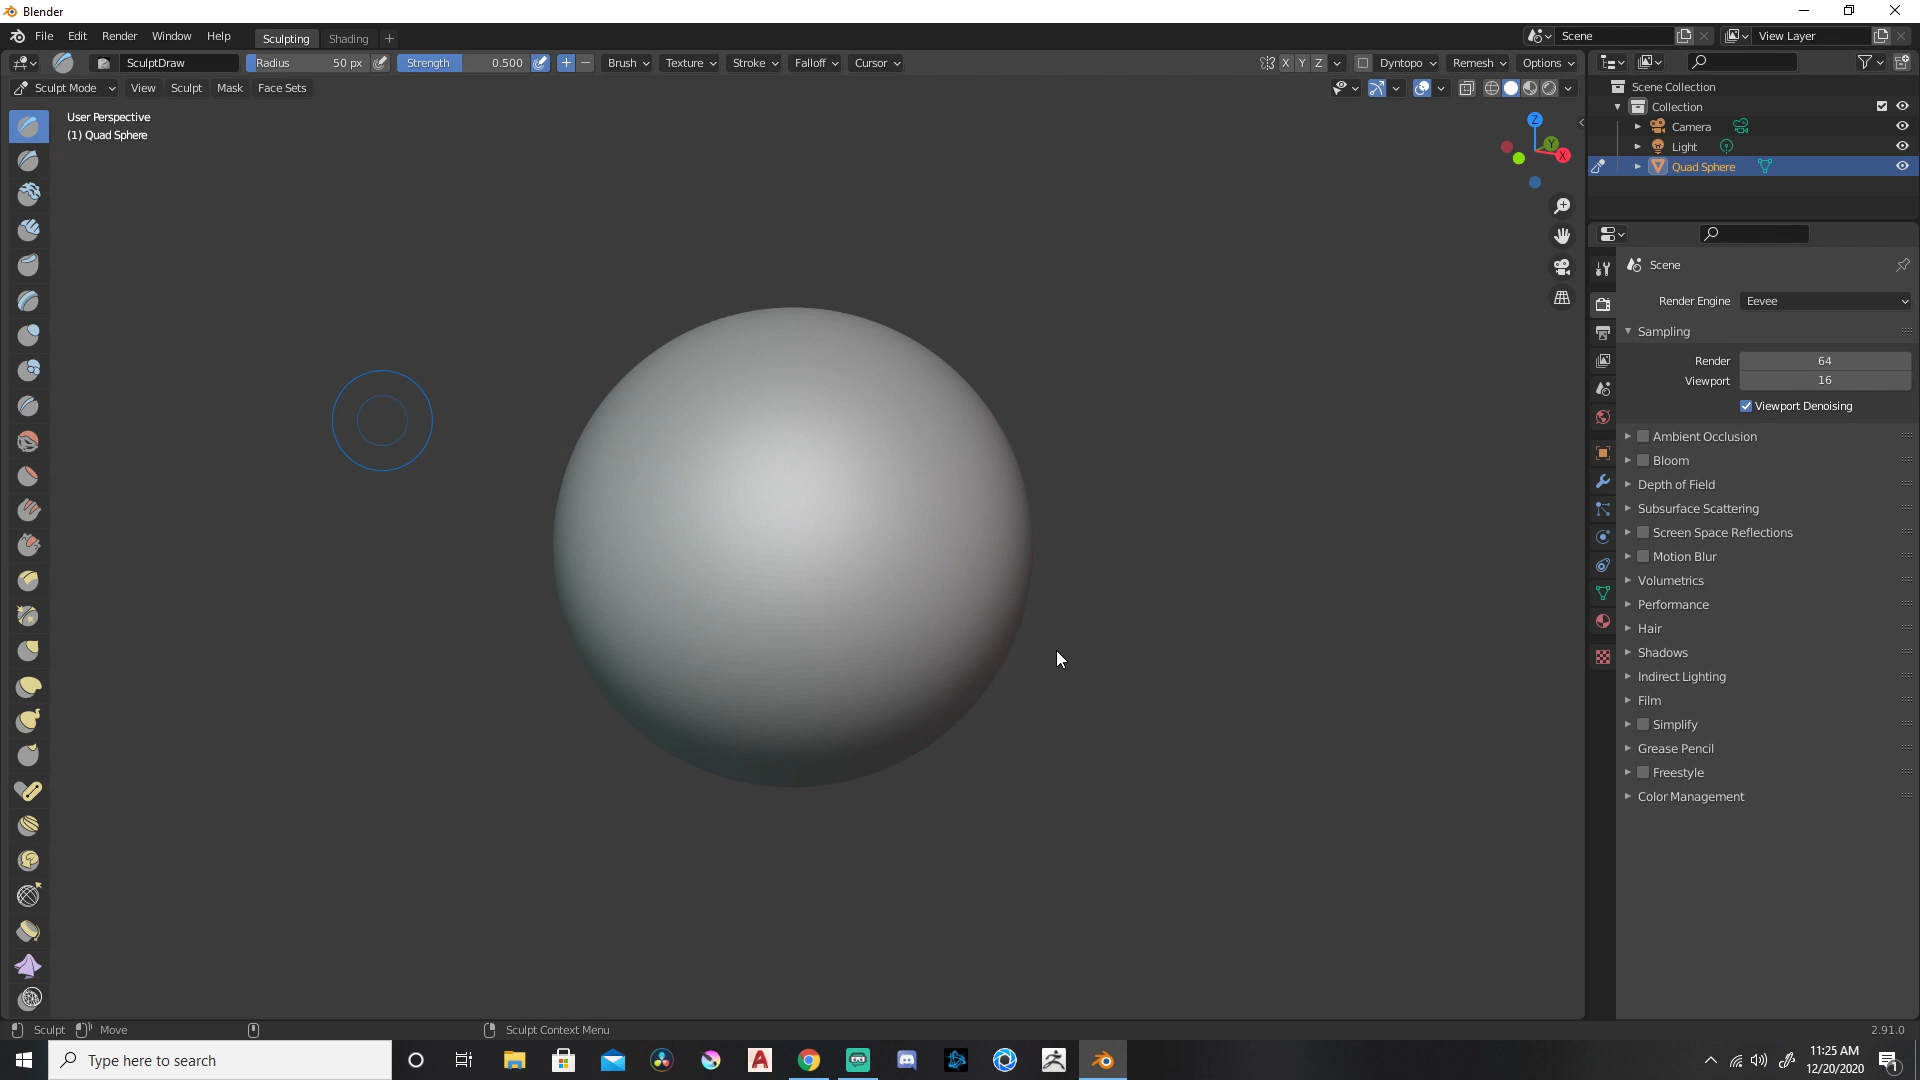 Blender
File Edit Render Window Help Sculpting Shading + Scene View Layer
SculptDraw Radius 50 px Strength 0.500 + − Brush Texture Stroke Falloff Cursor X Y Z Dyntopo Remesh Options
Sculpt Mode View Sculpt Mask Face Sets
User Perspective
(1) Quad Sphere
Z
Y
X
Scene Collection
Collection
Camera
Light
Quad Sphere
Scene
Render Engine Eevee
Sampling
Render 64
Viewport 16
Viewport Denoising
Ambient Occlusion
Bloom
Depth of Field
Subsurface Scattering
Screen Space Reflections
Motion Blur
Volumetrics
Performance
Hair
Shadows
Indirect Lighting
Film
Simplify
Grease Pencil
Freestyle
Color Management
Sculpt Move Sculpt Context Menu 2.91.0
Type here to search
11:25 AM
12/20/2020
1